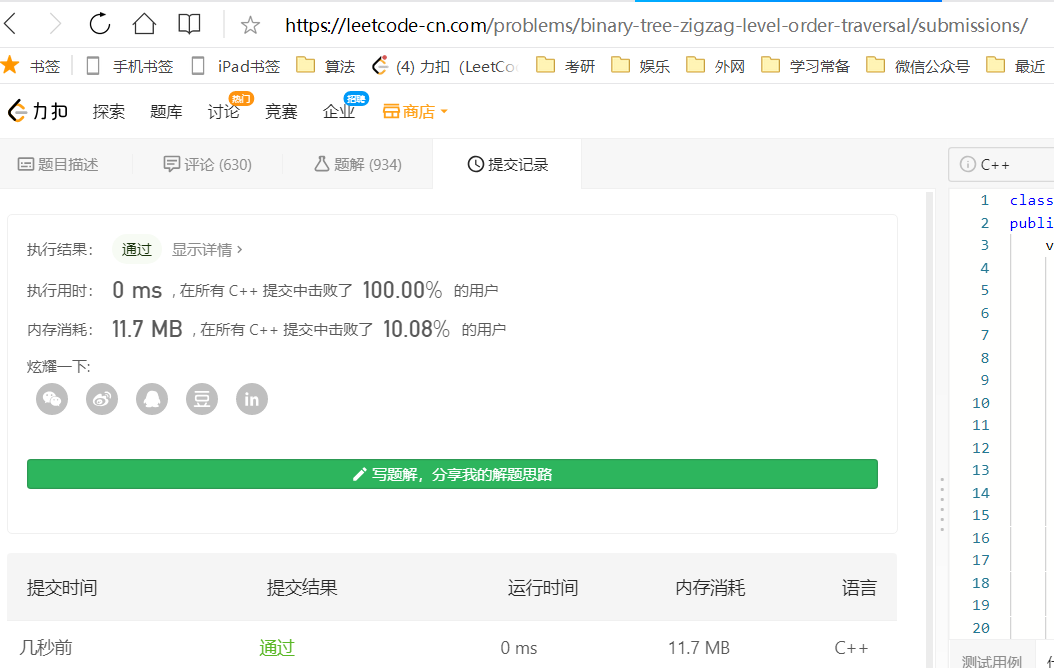 https://leetcode-cn.com/problems/binary-tree-zigzag-level-order-traversal/submissions/
书签 手机书签 iPad书签 算法 (4) 力扣 (LeetCo 考研 娱乐 外网 学习常备 微信公众号 最近
力扣 探索 题库 讨论 热门 竞赛 企业 招聘 商店
题目描述 评论 (630) 题解 (934) 提交记录 C++
执行结果: 通过 显示详情 >
执行用时: 0 ms , 在所有 C++ 提交中击败了 100.00% 的用户
内存消耗: 11.7 MB , 在所有 C++ 提交中击败了 10.08% 的用户
炫耀一下:
豆 in
写题解，分享我的解题思路
提交时间 提交结果 运行时间 内存消耗 语言
几秒前 通过 0 ms 11.7 MB C++
1 class
2 publi
3 v
4
5
6
7
8
9
10
11
12
13
14
15
16
17
18
19
20
测试用例